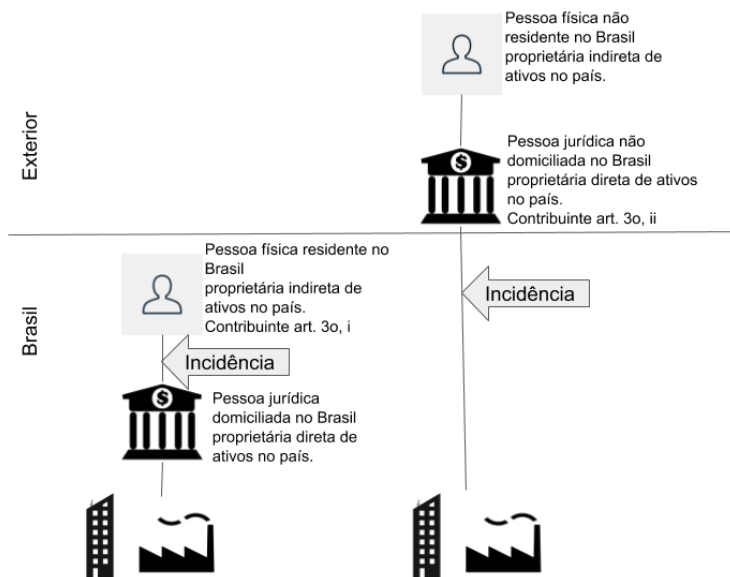 Pessoa física não
residente no Brasil
proprietária indireta de
ativos no país.
Exterior
Pessoa jurídica não
domiciliada no Brasil
proprietária direta de ativos
no país.
Contribuinte art. 3o, ii
Pessoa física residente no
Brasil
proprietária indireta de
ativos no país.
Contribuinte art. 3o, i
Incidência
Brasil
Incidência
Pessoa jurídica
domiciliada no Brasil
proprietária direta de
ativos no país.